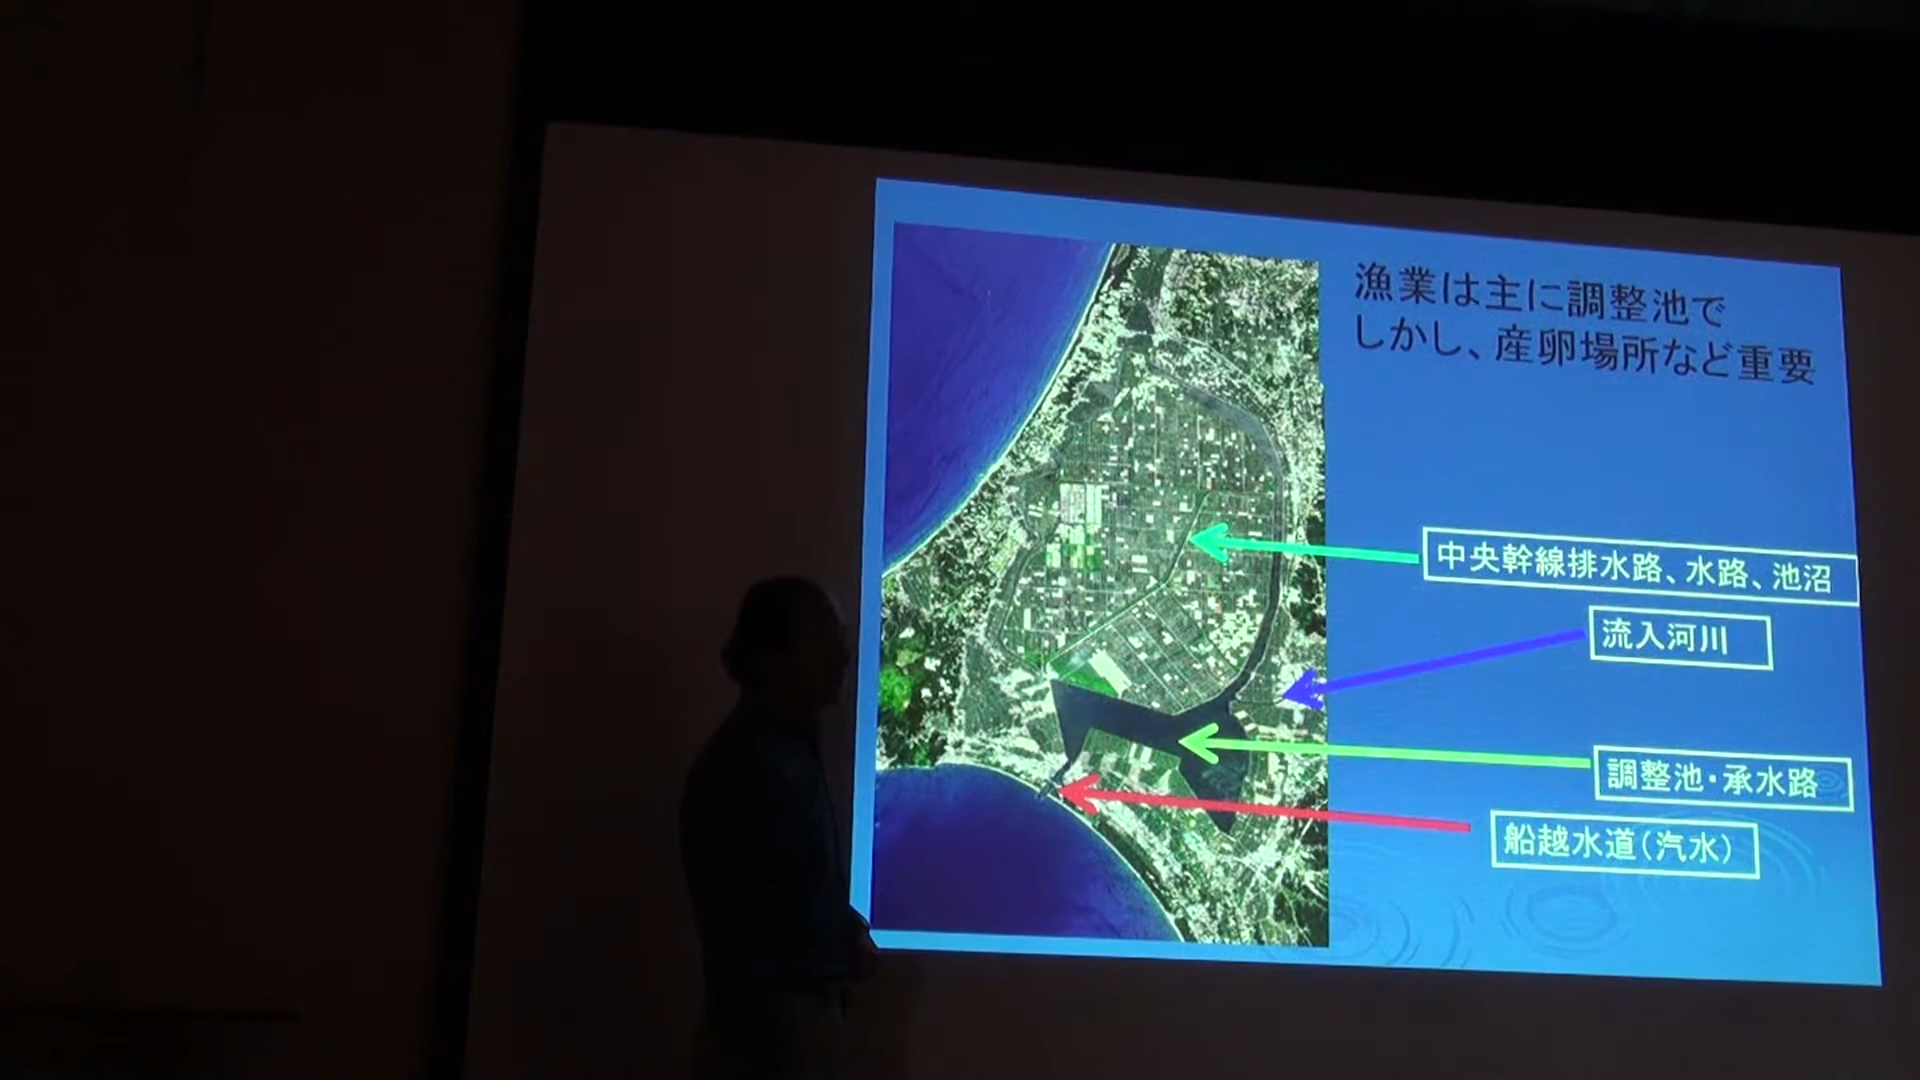 漁業は主に調整池で
しかし、産卵場所など重要
中央幹線排水路、水路、池沼
流入河川
調整池・承水路
船越水道(汽水)